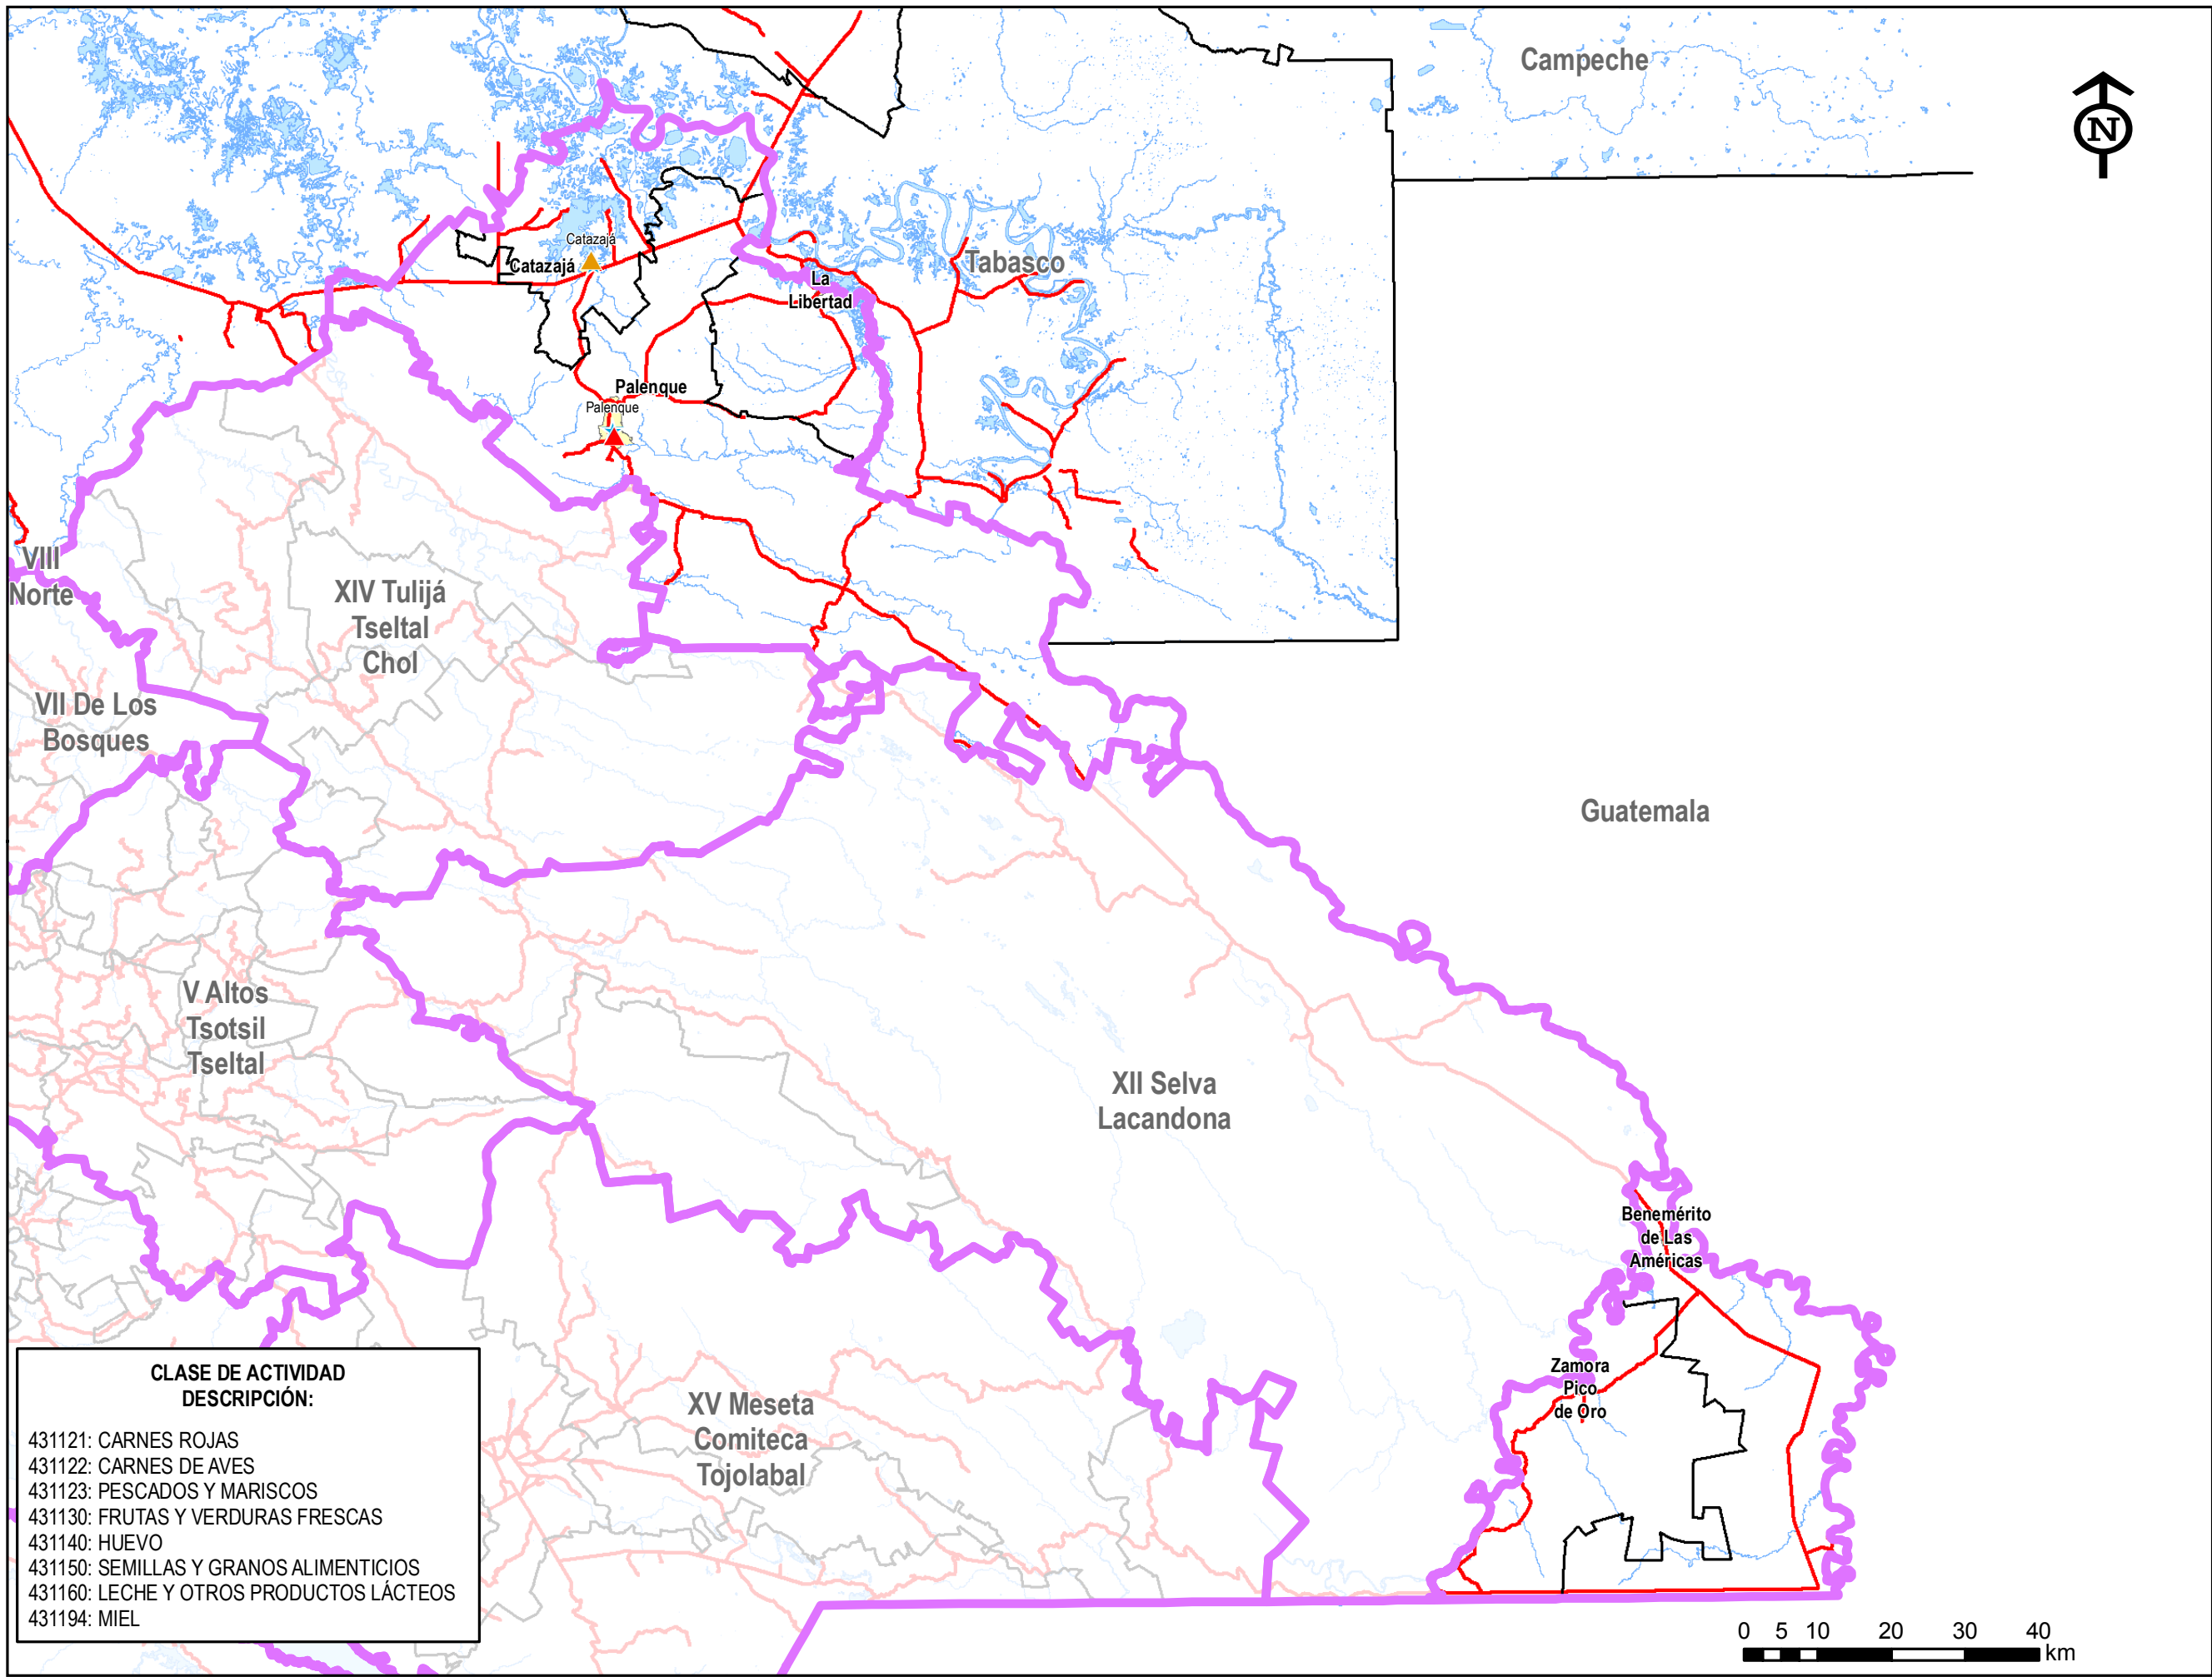 Campeche
N
Catazajá
Catazajá
Tabasco
La
Libertad
Palenque
Palenque
VIII
Norte
XIV Tulijá
Tseltal
Chol
VII De Los
Bosques
Guatemala
V Altos
Tsotsil
Tseltal
XII Selva
Lacandona
Benemérito
de Las
Américas
Zamora
Pico
de Oro
XV Meseta
Comiteca
Tojolabal
CLASE DE ACTIVIDAD
DESCRIPCIÓN:
431121: CARNES ROJAS
431122: CARNES DE AVES
431123: PESCADOS Y MARISCOS
431130: FRUTAS Y VERDURAS FRESCAS
431140: HUEVO
431150: SEMILLAS Y GRANOS ALIMENTICIOS
431160: LECHE Y OTROS PRODUCTOS LÁCTEOS
431194: MIEL
0 5 10 20 30 40
km